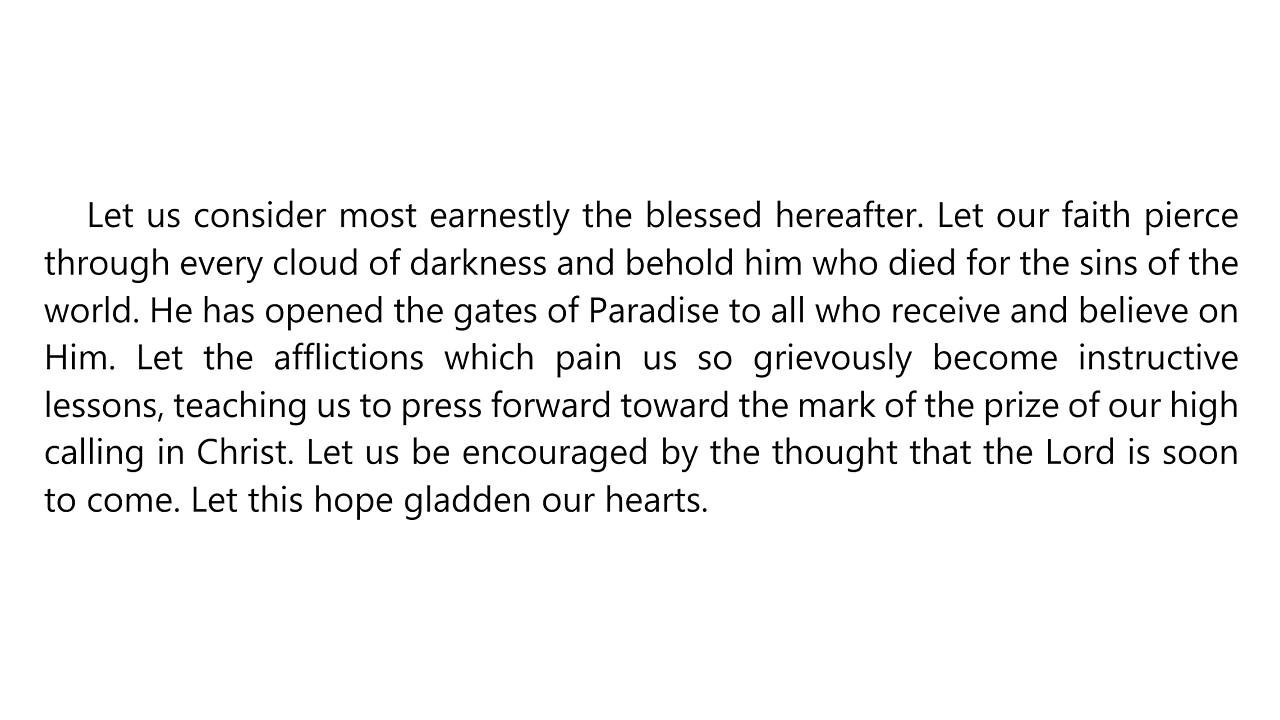 Let us consider most earnestly the blessed hereafter. Let our faith pierce
through every cloud of darkness and behold him who died for the sins of the
world. He has opened the gates of Paradise to all who receive and believe on
Him. Let the afflictions which pain us so grievously become instructive
lessons, teaching us to press forward toward the mark of the prize of our high
calling in Christ. Let us be encouraged by the thought that the Lord is soon
to come. Let this hope gladden our hearts.